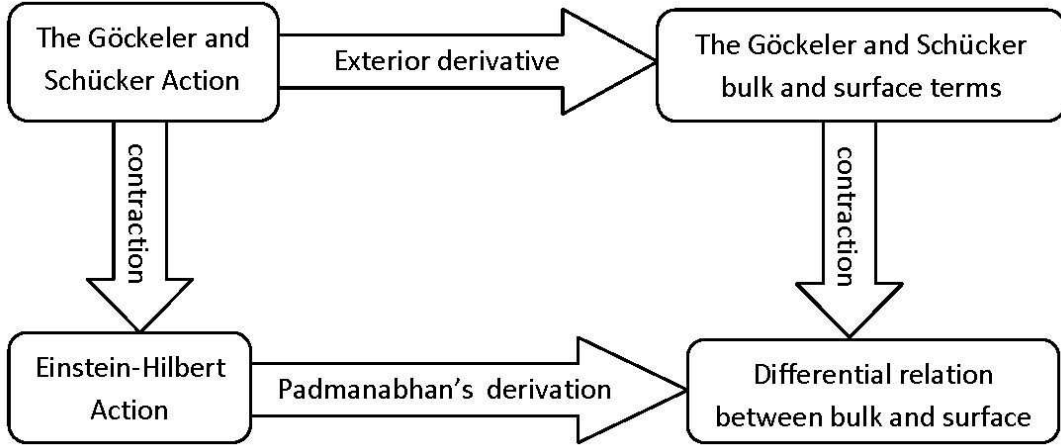 The Göckeler and
Schücker Action
Exterior derivative
The Göckeler and Schücker
bulk and surface terms
contraction
contraction
Einstein-Hilbert
Action
Padmanabhan's derivation
Differential relation
between bulk and surface